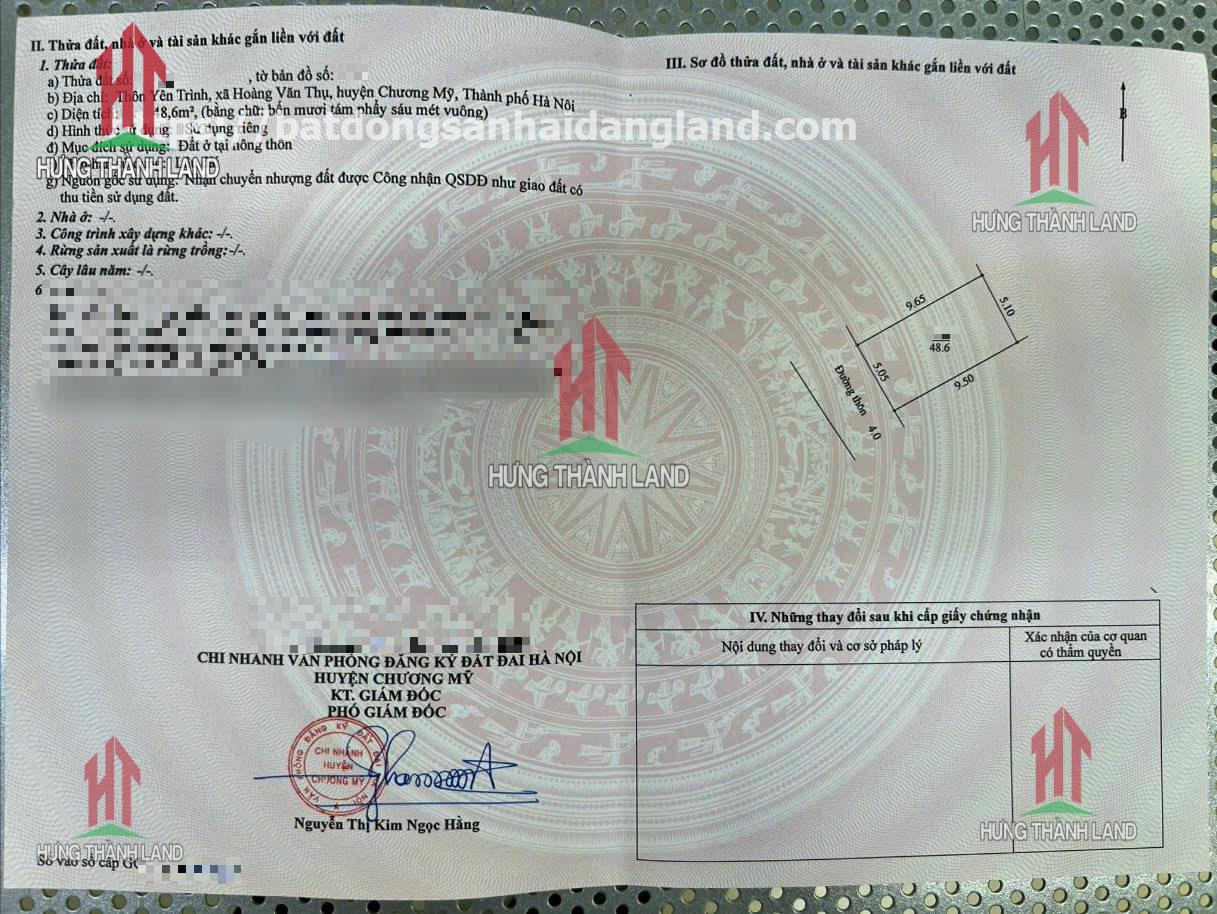 II. Thửa đất, nhà ở và tài sản khác gắn liền với đất
1. Thửa đất:
a) Thửa đất số: , tờ bản đồ số:
b) Địa chỉ: Thôn Yên Trình, xã Hoàng Văn Thụ, huyện Chương Mỹ, Thành phố Hà Nội
c) Diện tích: 48,6m², (bằng chữ: bốn mươi tám phẩy sáu mét vuông)
d) Hình thức sử dụng: Sử dụng riêng
đ) Mục đích sử dụng: Đất ở tại nông thôn
g) Nguồn gốc sử dụng: Nhận chuyển nhượng đất được Công nhận QSDĐ như giao đất có
thu tiền sử dụng đất.
2. Nhà ở: -/-.
3. Công trình xây dựng khác: -/-.
4. Rừng sản xuất là rừng trồng: -/-.
5. Cây lâu năm: -/-.
6
batdongsanhaidangland.com
HƯNG THÀNH LAND
CHI NHÁNH VĂN PHÒNG ĐĂNG KÝ ĐẤT ĐAI HÀ NỘI
HUYỆN CHƯƠNG MỸ
KT. GIÁM ĐỐC
PHÓ GIÁM ĐỐC
VĂN PHÒNG ĐĂNG KÝ ĐẤT ĐAI HÀ NỘI
CHI NHÁNH
HUYỆN
CHƯƠNG MỸ
Nguyễn Thị Kim Ngọc Hằng
HƯNG THÀNH LAND
Số vào sổ cấp GC
III. Sơ đồ thửa đất, nhà ở và tài sản khác gắn liền với đất
B
HƯNG THÀNH LAND
9.65
5.10
48.6
5.05
9.50
Đường thôn 4.0
HƯNG THÀNH LAND
IV. Những thay đổi sau khi cấp giấy chứng nhận
Nội dung thay đổi và cơ sở pháp lý
Xác nhận của cơ quan
có thẩm quyền
HƯNG THÀNH LAND